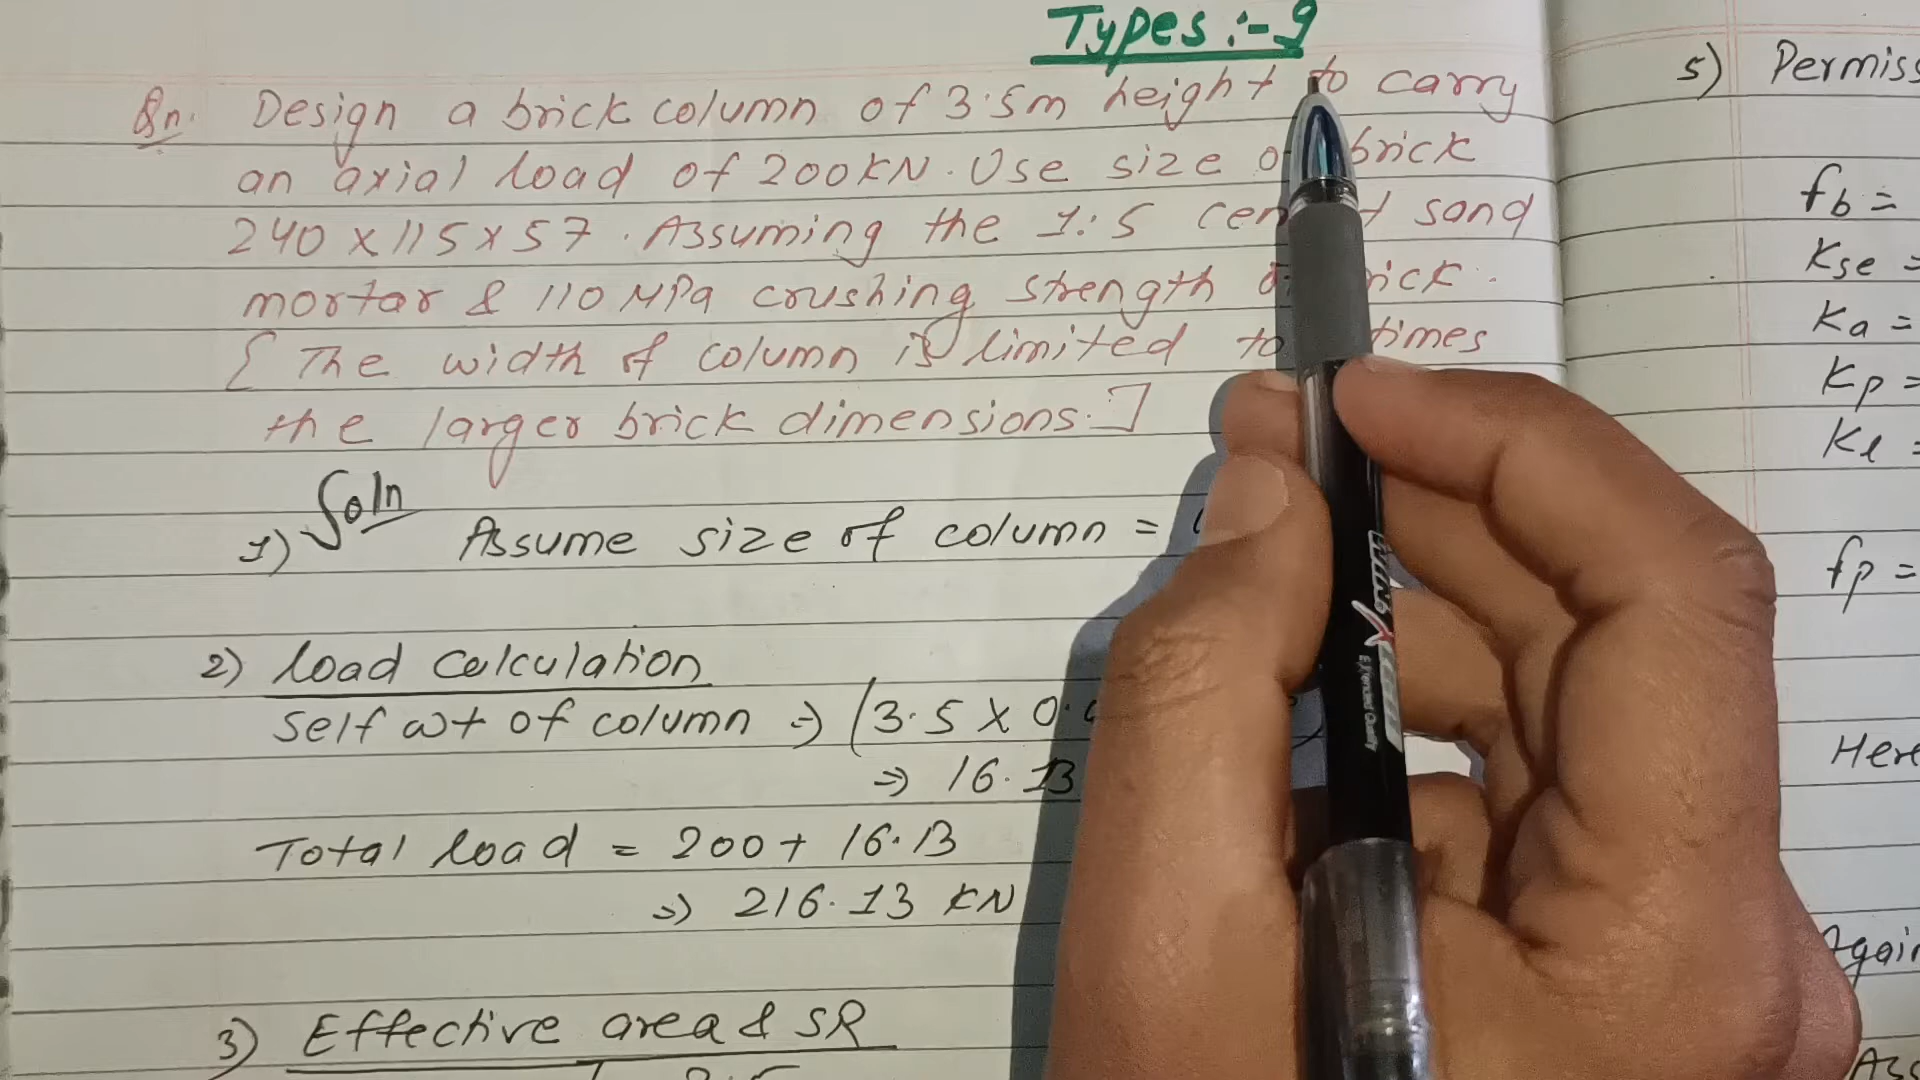 Types :- 9
Qn. Design a brick column of 3.5m height to carry
an axial load of 200KN. Use size of brick
240 x 115 x 57. Assuming the 1:5 sand
mortar & 110 MPa crushing strength
[ The width of column is limited to times
the larger brick dimensions. ]
Soln
1) Assume size of column =
2) load calculation
self wt of column => (3.5 X 0.
=> 16.13
Total load = 200 + 16.13
=> 216.13 KN
3) Effective area & SR
5) Permiss
fb =
Kse =
Ka =
Kp =
Kl =
fp =
Here
Again
Ass